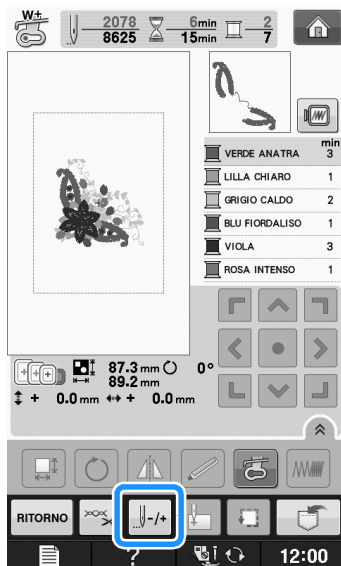 W+
2078 6min 2
8625 15min 7
min
VERDE ANATRA 3
LILLA CHIARO 1
GRIGIO CALDO 2
BLU FIORDALISO 1
VIOLA 3
ROSA INTENSO 1
87.3 mm 0°
89.2 mm
+ 0.0 mm + 0.0 mm
RITORNO -/+
? 12:00